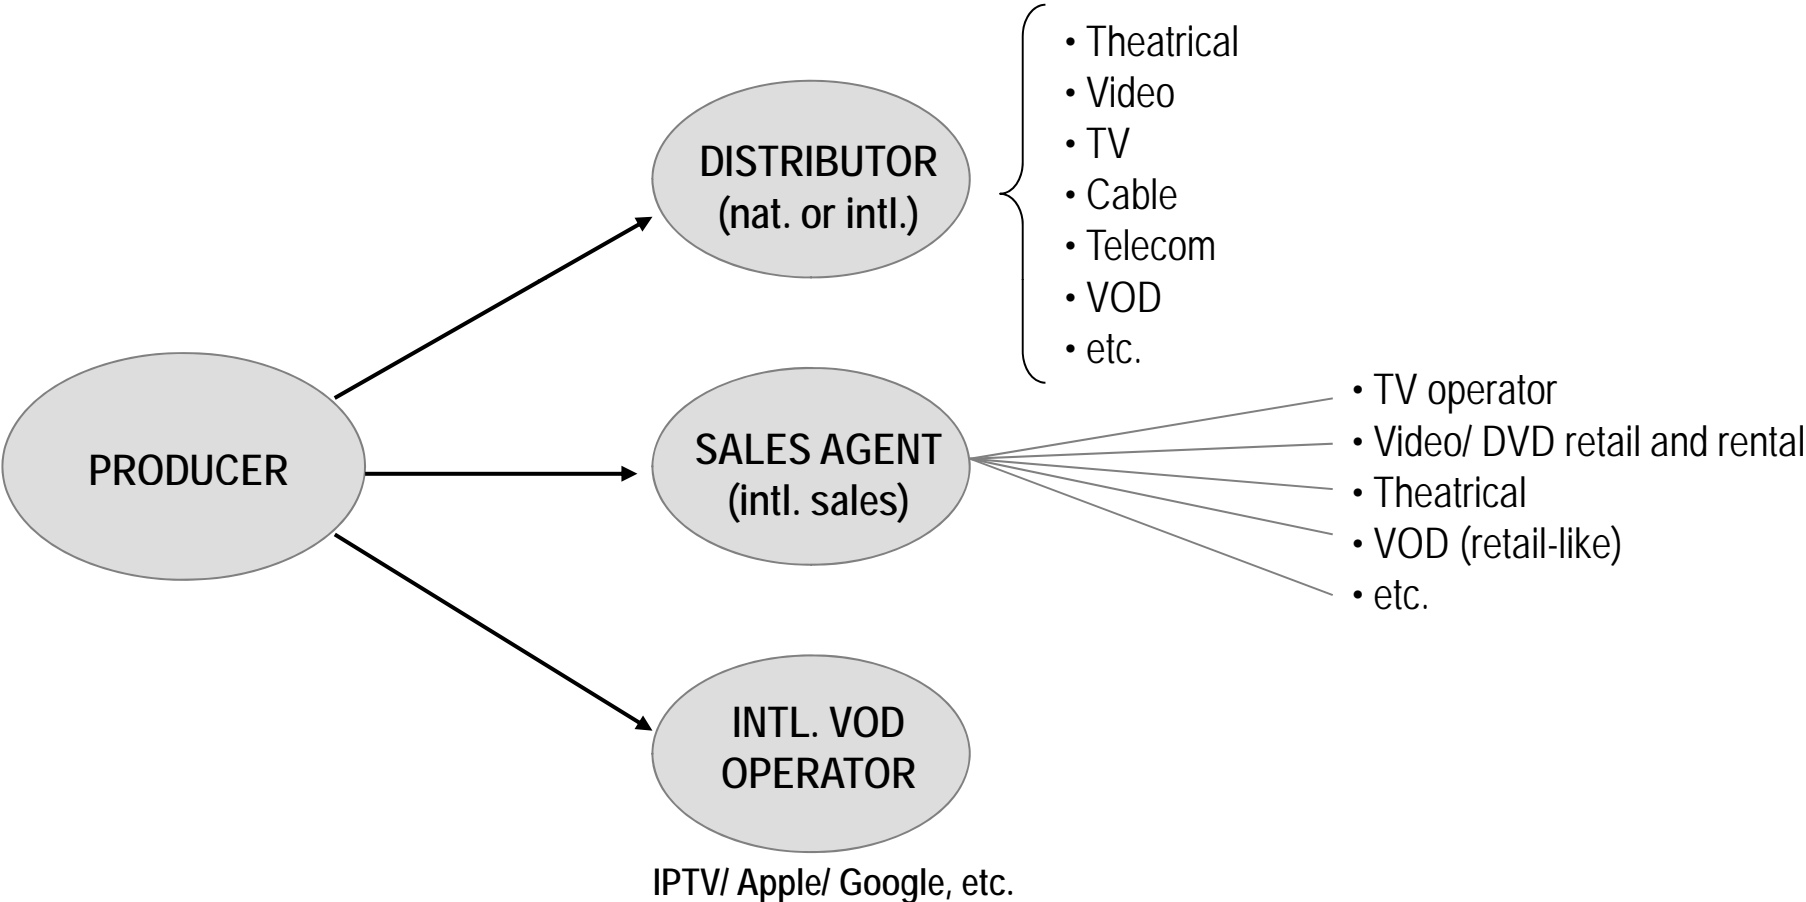 PRODUCER
DISTRIBUTOR
(nat. or intl.)
• Theatrical
• Video
• TV
• Cable
• Telecom
• VOD
• etc.
SALES AGENT
(intl. sales)
• TV operator
• Video/ DVD retail and rental
• Theatrical
• VOD (retail-like)
• etc.
INTL. VOD
OPERATOR
IPTV/ Apple/ Google, etc.